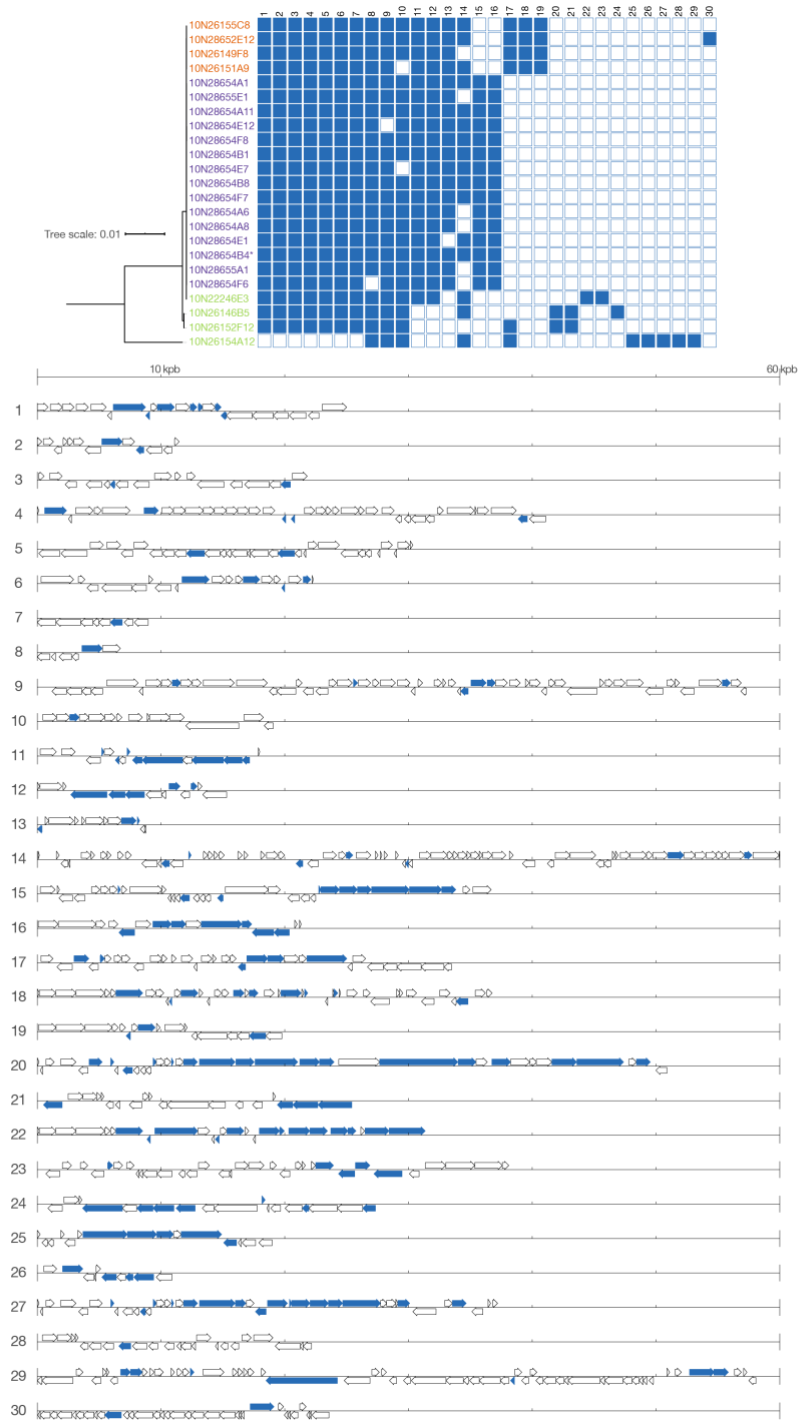 1 2 3 4 5 6 7 8 9 10 11 12 13 14 15 16 17 18 19 20 21 22 23 24 25 26 27 28 29 30
10N26155C8
10N28652E12
10N26149F8
10N26151A9
10N28654A1
10N28655E1
10N28654A11
10N28654E12
10N28654F8
10N28654B1
10N28654E7
10N28654B8
10N28654F7
10N28654A6
10N28654A8
Tree scale: 0.01
10N28654E1
10N28654B4*
10N28655A1
10N28654F6
10N22246E3
10N26146B5
10N26152F12
10N26154A12
10 kpb 60 kpb
1
2
3
4
5
6
7
8
9
10
11
12
13
14
15
16
17
18
19
20
21
22
23
24
25
26
27
28
29
30